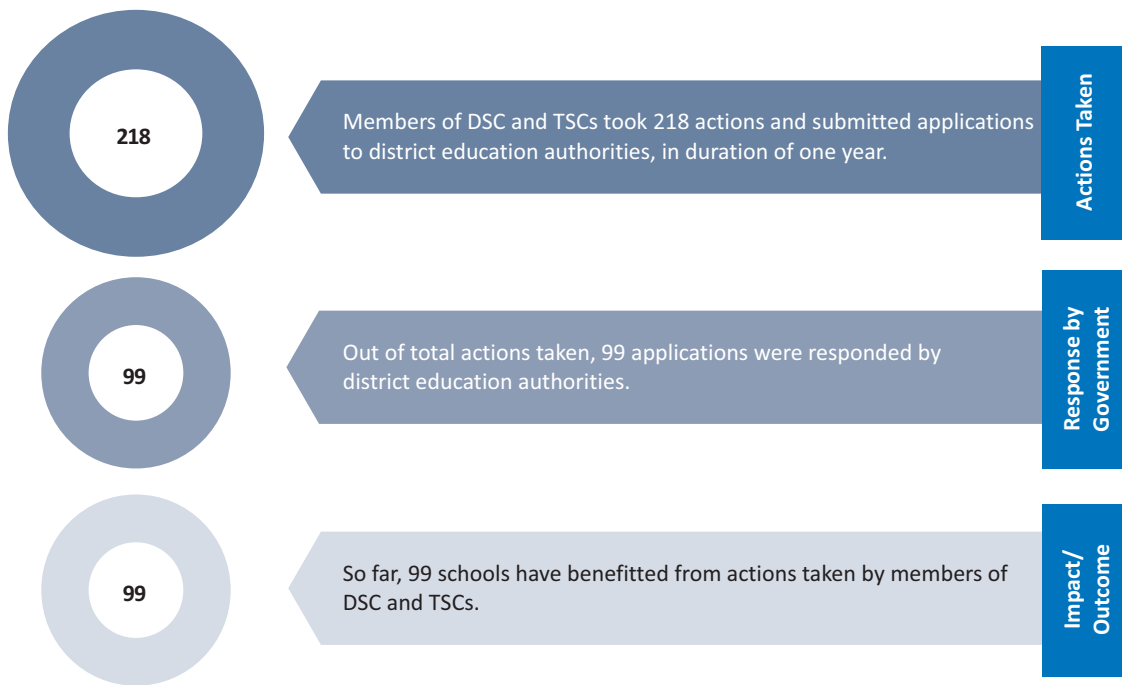 218
Members of DSC and TSCs took 218 actions and submitted applications
to district education authorities, in duration of one year.
Actions Taken
99
Out of total actions taken, 99 applications were responded by
district education authorities.
Response by
Government
99
So far, 99 schools have benefitted from actions taken by members of
DSC and TSCs.
Impact/
Outcome